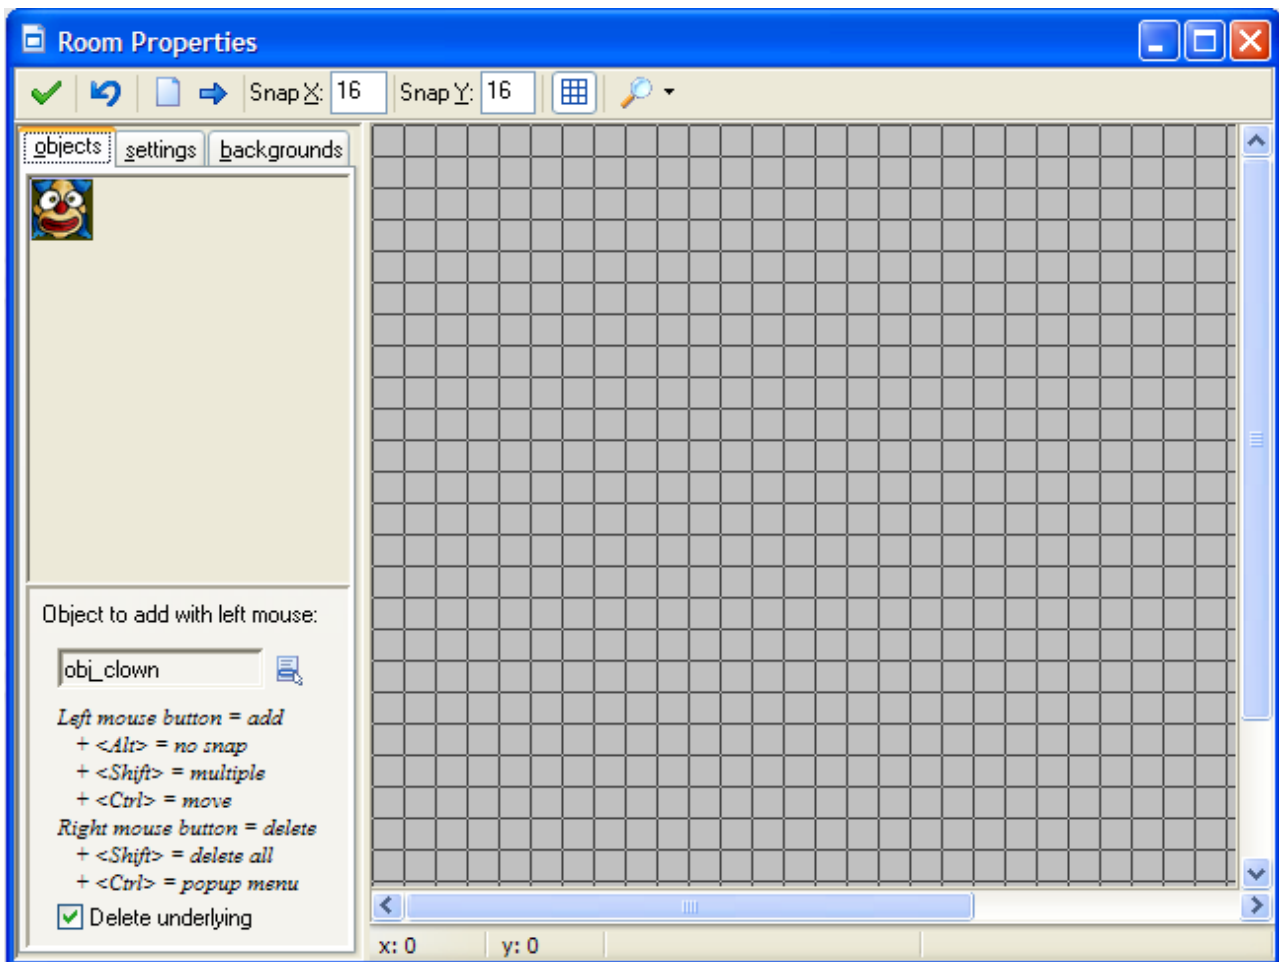 Room Properties
Snap X: 16 Snap Y: 16
objects settings backgrounds
Object to add with left mouse:
obj_clown
Left mouse button = add
+ <Alt> = no snap
+ <Shift> = multiple
+ <Ctrl> = move
Right mouse button = delete
+ <Shift> = delete all
+ <Ctrl> = popup menu
Delete underlying
x: 0 y: 0